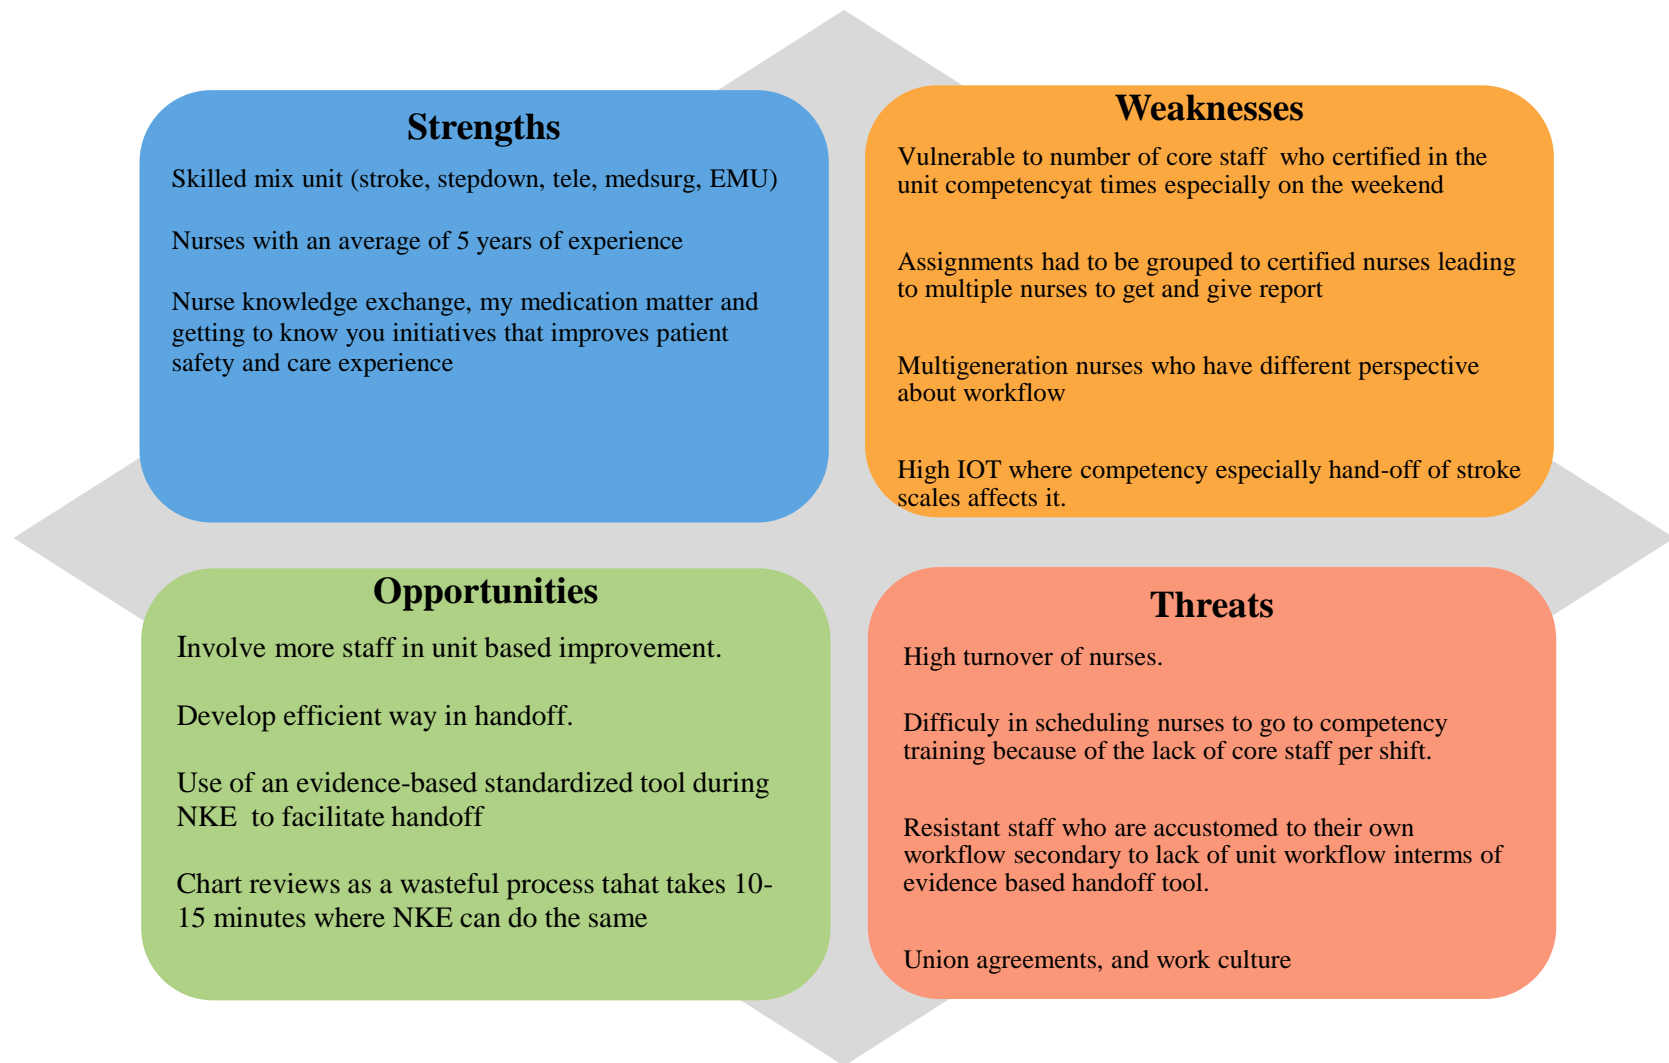 Strengths
Skilled mix unit (stroke, stepdown, tele, medsurg, EMU)
Nurses with an average of 5 years of experience
Nurse knowledge exchange, my medication matter and
getting to know you initiatives that improves patient
safety and care experience
Weaknesses
Vulnerable to number of core staff  who certified in the
unit competencyat times especially on the weekend
Assignments had to be grouped to certified nurses leading
to multiple nurses to get and give report
Multigeneration nurses who have different perspective
about workflow
High IOT where competency especially hand-off of stroke
scales affects it.
Opportunities
Involve more staff in unit based improvement.
Develop efficient way in handoff.
Use of an evidence-based standardized tool during
NKE  to facilitate handoff
Chart reviews as a wasteful process tahat takes 10-
15 minutes where NKE can do the same
Threats
High turnover of nurses.
Difficuly in scheduling nurses to go to competency
training because of the lack of core staff per shift.
Resistant staff who are accustomed to their own
workflow secondary to lack of unit workflow interms of
evidence based handoff tool.
Union agreements, and work culture